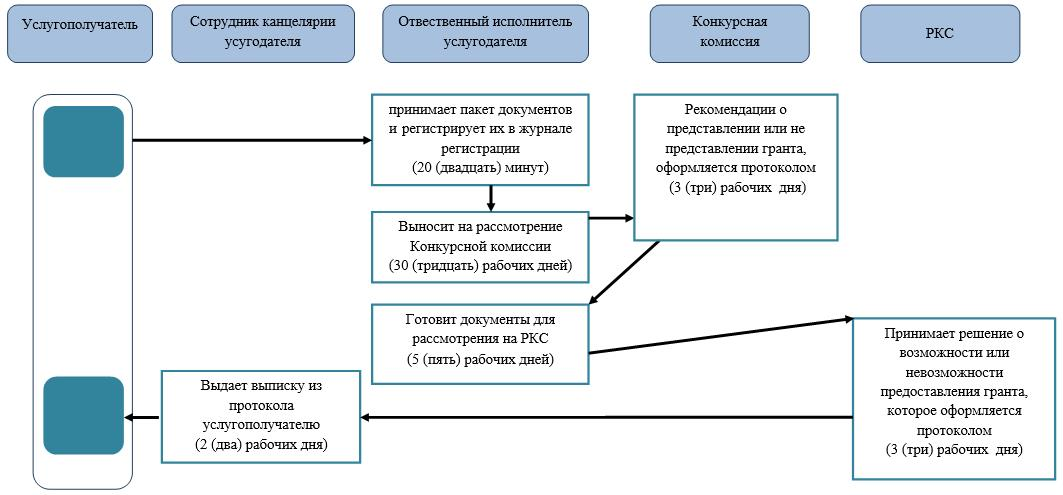 Услугополучатель
Сотрудник канцелярии
усугодателя
Отвественный исполнитель
услугодателя
Конкурсная
комиссия
РКС
принимает пакет документов
и регистрирует их в журнале
регистрации
(20 (двадцать) минут)
Рекомендации о
представлении или не
представлении гранта,
оформляется протоколом
(3 (три) рабочих дня)
Выносит на рассмотрение
Конкурсной комиссии
(30 (тридцать) рабочих дней)
Готовит документы для
рассмотрения на РКС
(5 (пять) рабочих дней)
Принимает решение о
возможности или
невозможности
предоставления гранта,
которое оформляется
протоколом
(3 (три) рабочих дня)
Выдает выписку из
протокола
услугополучателю
(2 (два) рабочих дня)